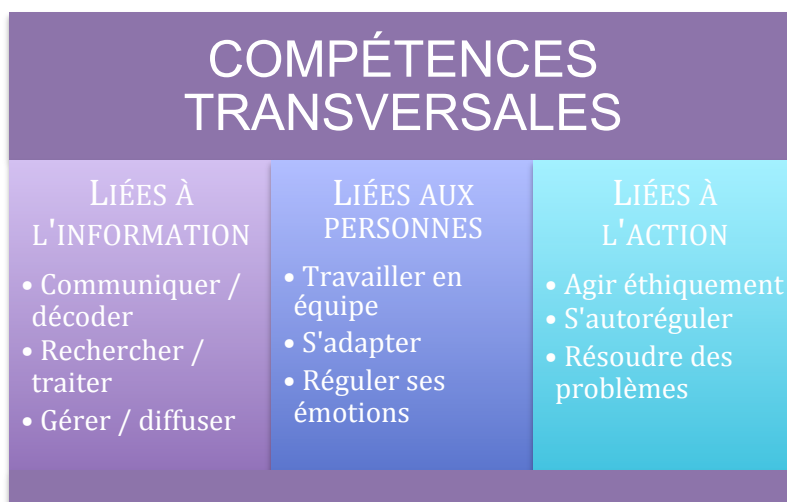 COMPÉTENCES
TRANSVERSALES
LIÉES À
L'INFORMATION
• Communiquer /
décoder
• Rechercher /
traiter
• Gérer / diffuser
LIÉES AUX
PERSONNES
• Travailler en
équipe
• S'adapter
• Réguler ses
émotions
LIÉES À
L'ACTION
• Agir éthiquement
• S'autoréguler
• Résoudre des
problèmes